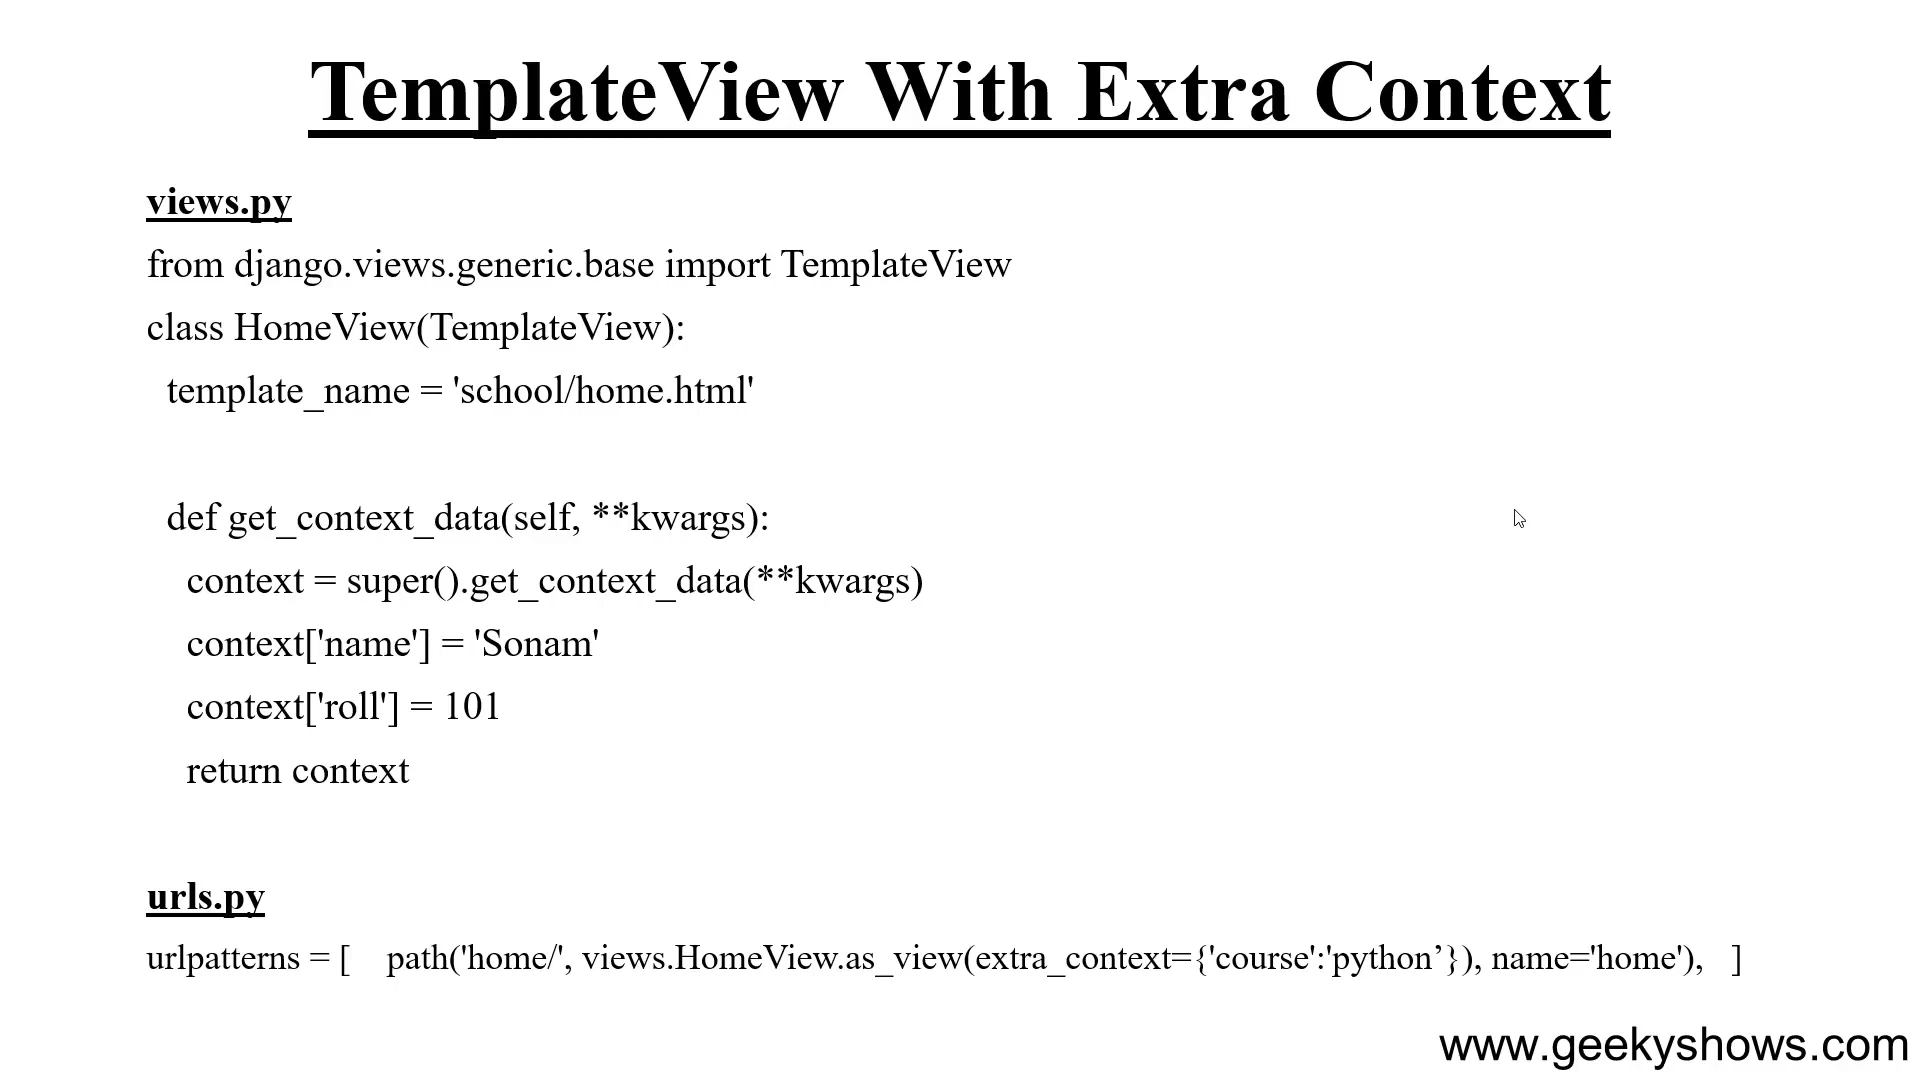 TemplateView With Extra Context
views.py
from django.views.generic.base import TemplateView
class HomeView(TemplateView):
template_name = 'school/home.html'
def get_context_data(self, **kwargs):
context = super().get_context_data(**kwargs)
context['name'] = 'Sonam'
context['roll'] = 101
return context
urls.py
urlpatterns = [ path('home/', views.HomeView.as_view(extra_context={'course':'python’}), name='home'), ]
www.geekyshows.com